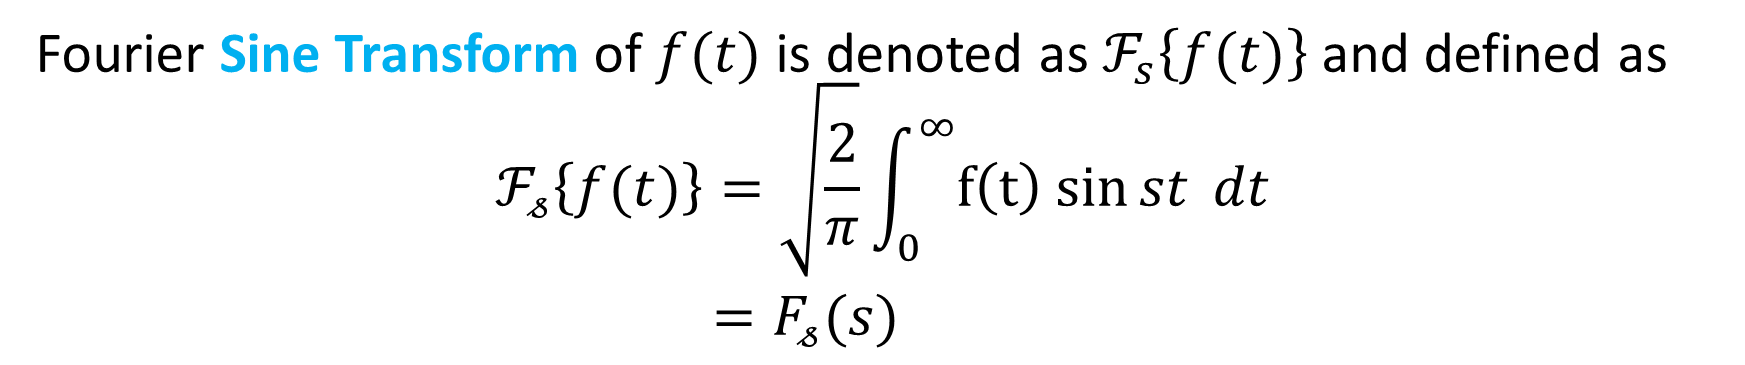 Fourier Sine Transform of f(t) is denoted as ℱₛ{f(t)} and defined as
ℱ𝓈{f(t)} = √(2/π) ∫₀^∞ f(t) sin st dt
= F𝓈(s)